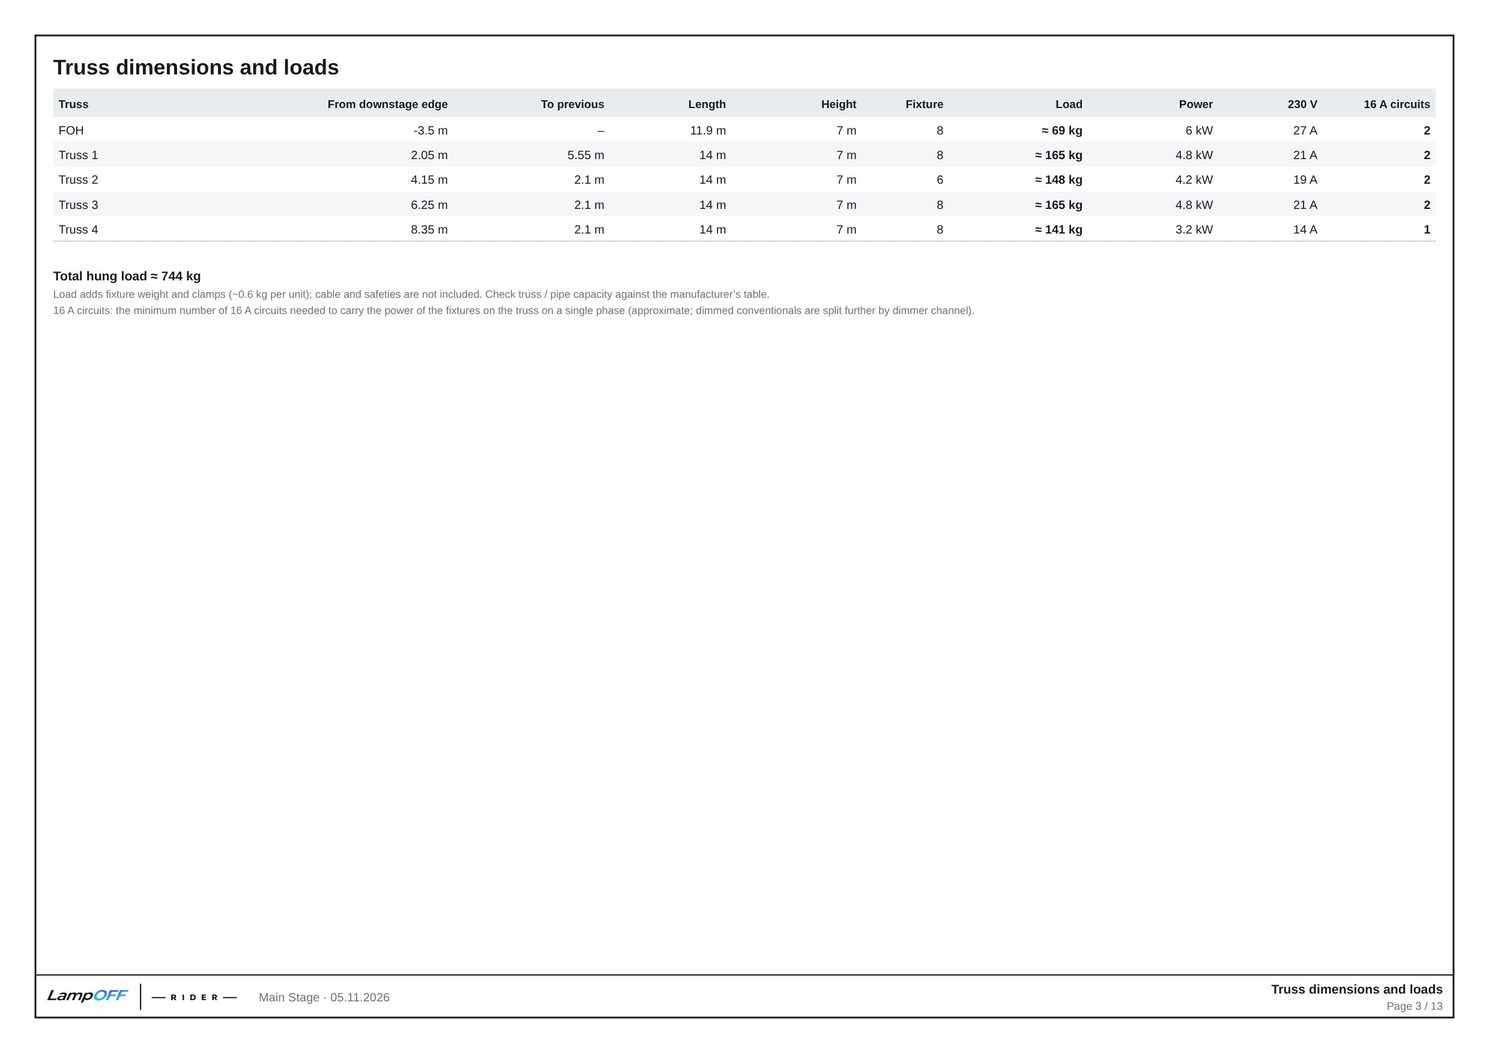 Truss dimensions and loads
Truss From downstage edge To previous Length Height Fixture Load Power 230 V 16 A circuits
FOH -3.5 m – 11.9 m 7 m 8 ≈ 69 kg 6 kW 27 A 2
Truss 1 2.05 m 5.55 m 14 m 7 m 8 ≈ 165 kg 4.8 kW 21 A 2
Truss 2 4.15 m 2.1 m 14 m 7 m 6 ≈ 148 kg 4.2 kW 19 A 2
Truss 3 6.25 m 2.1 m 14 m 7 m 8 ≈ 165 kg 4.8 kW 21 A 2
Truss 4 8.35 m 2.1 m 14 m 7 m 8 ≈ 141 kg 3.2 kW 14 A 1
Total hung load ≈ 744 kg
Load adds fixture weight and clamps (~0.6 kg per unit); cable and safeties are not included. Check truss / pipe capacity against the manufacturer’s table.
16 A circuits: the minimum number of 16 A circuits needed to carry the power of the fixtures on the truss on a single phase (approximate; dimmed conventionals are split further by dimmer channel).
LampOFF — RIDER — Main Stage · 05.11.2026
Truss dimensions and loads
Page 3 / 13